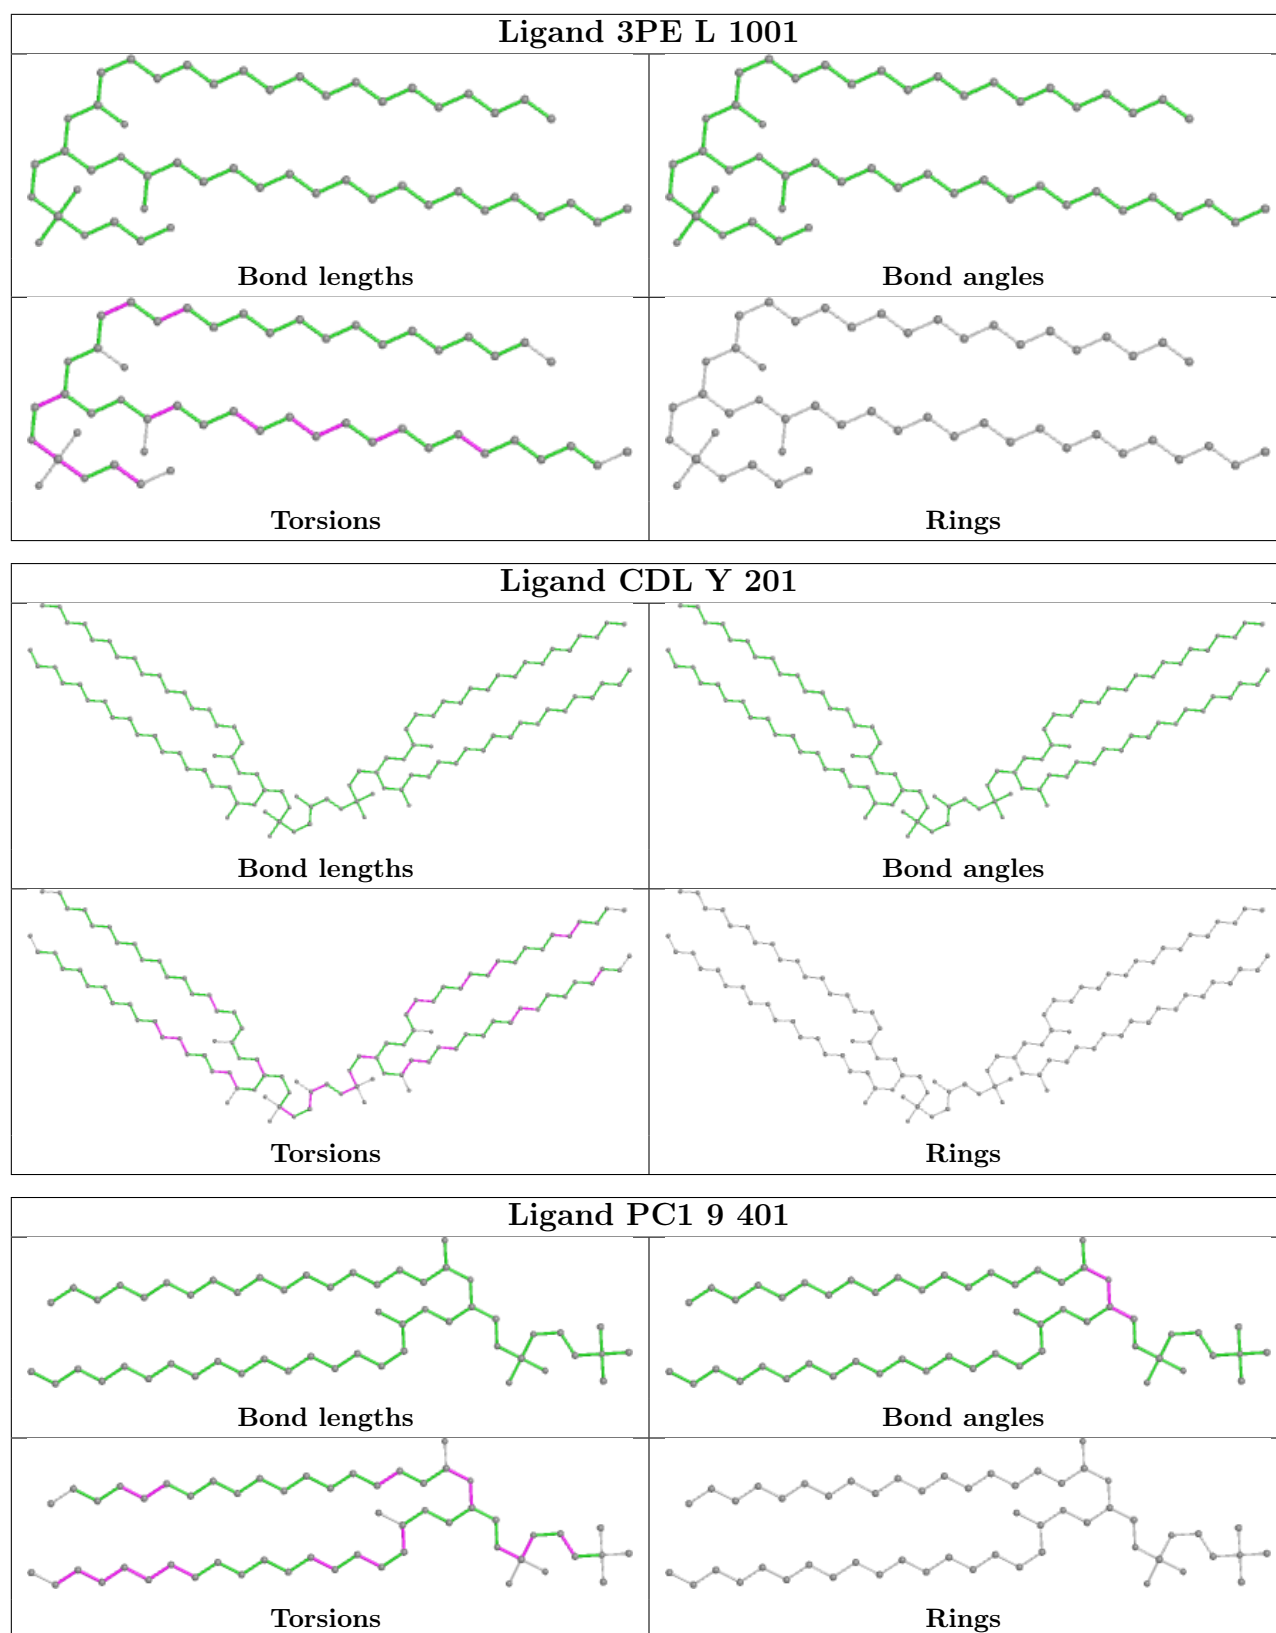 Ligand 3PE L 1001
Bond lengths
Bond angles
Torsions
Rings
Ligand CDL Y 201
Bond lengths
Bond angles
Torsions
Rings
Ligand PC1 9 401
Bond lengths
Bond angles
Torsions
Rings